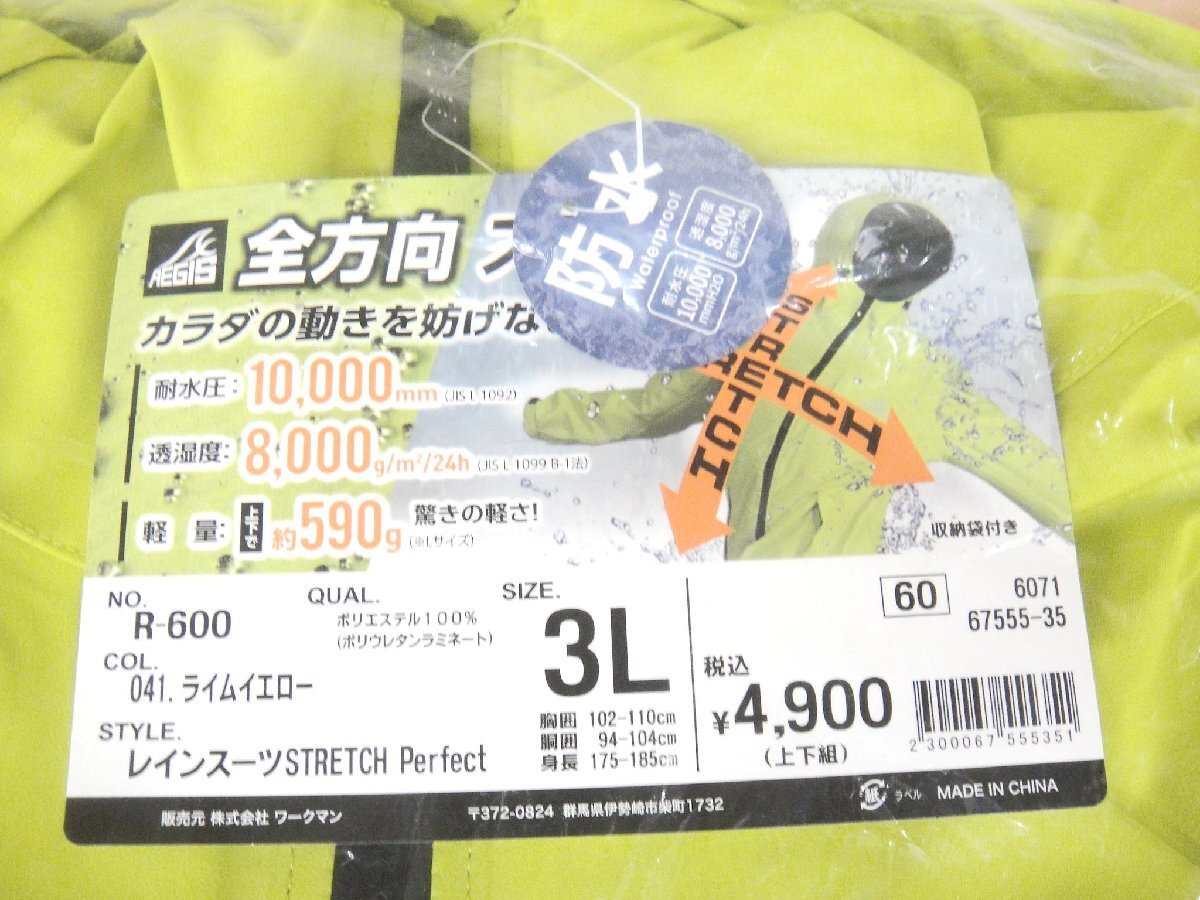 AEGIS
全方向 ス
カラダの動きを妨げな
耐水圧: 10,000mm (JIS L 1092)
透湿度: 8,000g/m²/24h (JIS L 1099 B-1法)
軽 量: 上下で 約590g (※Lサイズ) 驚きの軽さ!
防水
Waterproof
耐水圧
10,000
mmH2O
透湿度
8,000
g/m²/24h
STRETCH
STRETCH
収納袋付き
NO.
R-600
QUAL.
ポリエステル100%
(ポリウレタンラミネート)
COL.
041. ライムイエロー
STYLE.
レインスーツSTRETCH Perfect
SIZE.
3L
胸囲 102-110cm
胴囲 94-104cm
身長 175-185cm
60
6071
67555-35
税込
¥4,900
(上下組)
2 300067 555351
販売元 株式会社 ワークマン
〒372-0824 群馬県伊勢崎市柴町1732
紙 ラベル
MADE IN CHINA